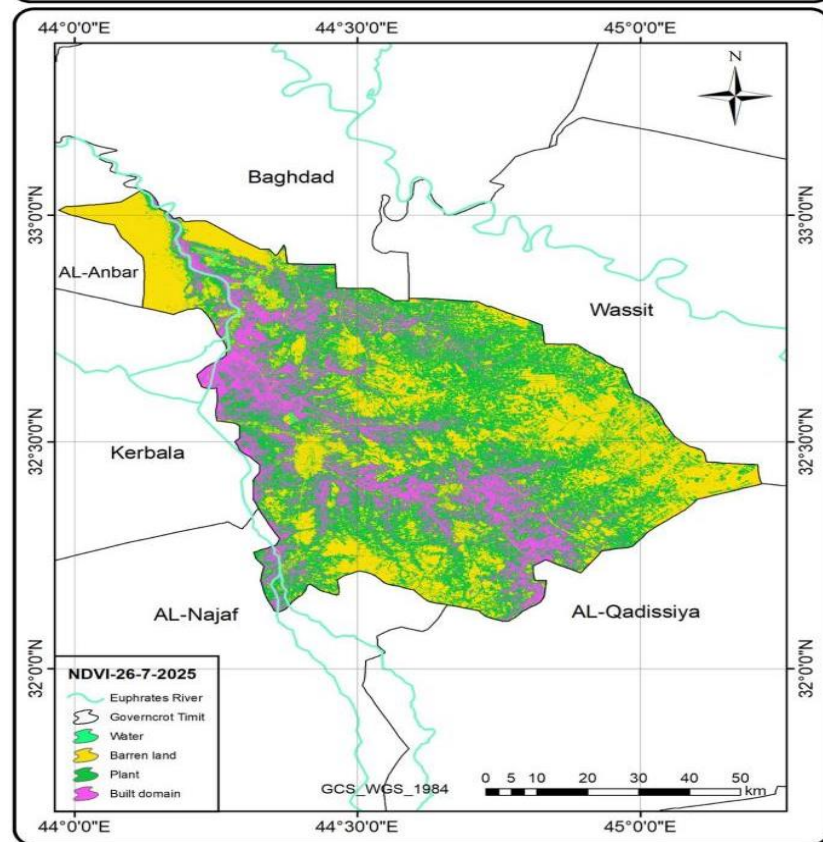 44°0'0"E 44°30'0"E 45°0'0"E
N
Baghdad
33°0'0"N 33°0'0"N
AL-Anbar
Wassit
32°30'0"N 32°30'0"N
Kerbala
AL-Najaf
AL-Qadissiya
32°0'0"N 32°0'0"N
NDVI-26-7-2025
Euphrates River
Governcrot Timit
Water
Barren land
Plant
Built domain
GCS_WGS_1984
0 5 10 20 30 40 50
km
44°0'0"E 44°30'0"E 45°0'0"E